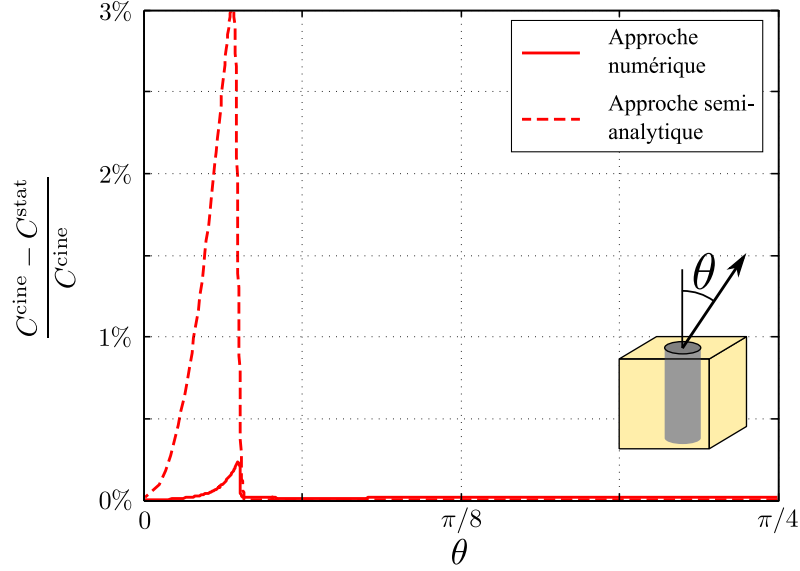 3%
2%
1%
0%
0
π/8
π/4
θ
C^cine − C^stat
C^cine
Approche
numérique
Approche semi-
analytique
θ